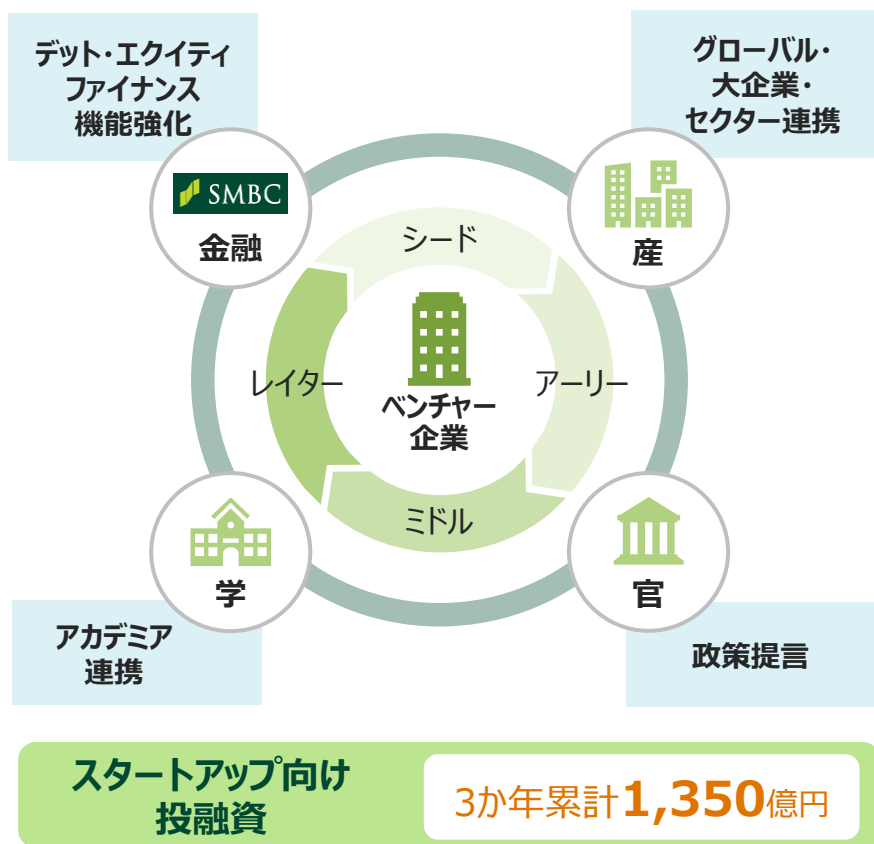 デット・エクイティ
ファイナンス
機能強化
グローバル・
大企業・
セクター連携
SMBC
金融
産
シード
レイター
アーリー
ベンチャー
企業
ミドル
学
官
アカデミア
連携
政策提言
スタートアップ向け
投融資
3か年累計1,350億円